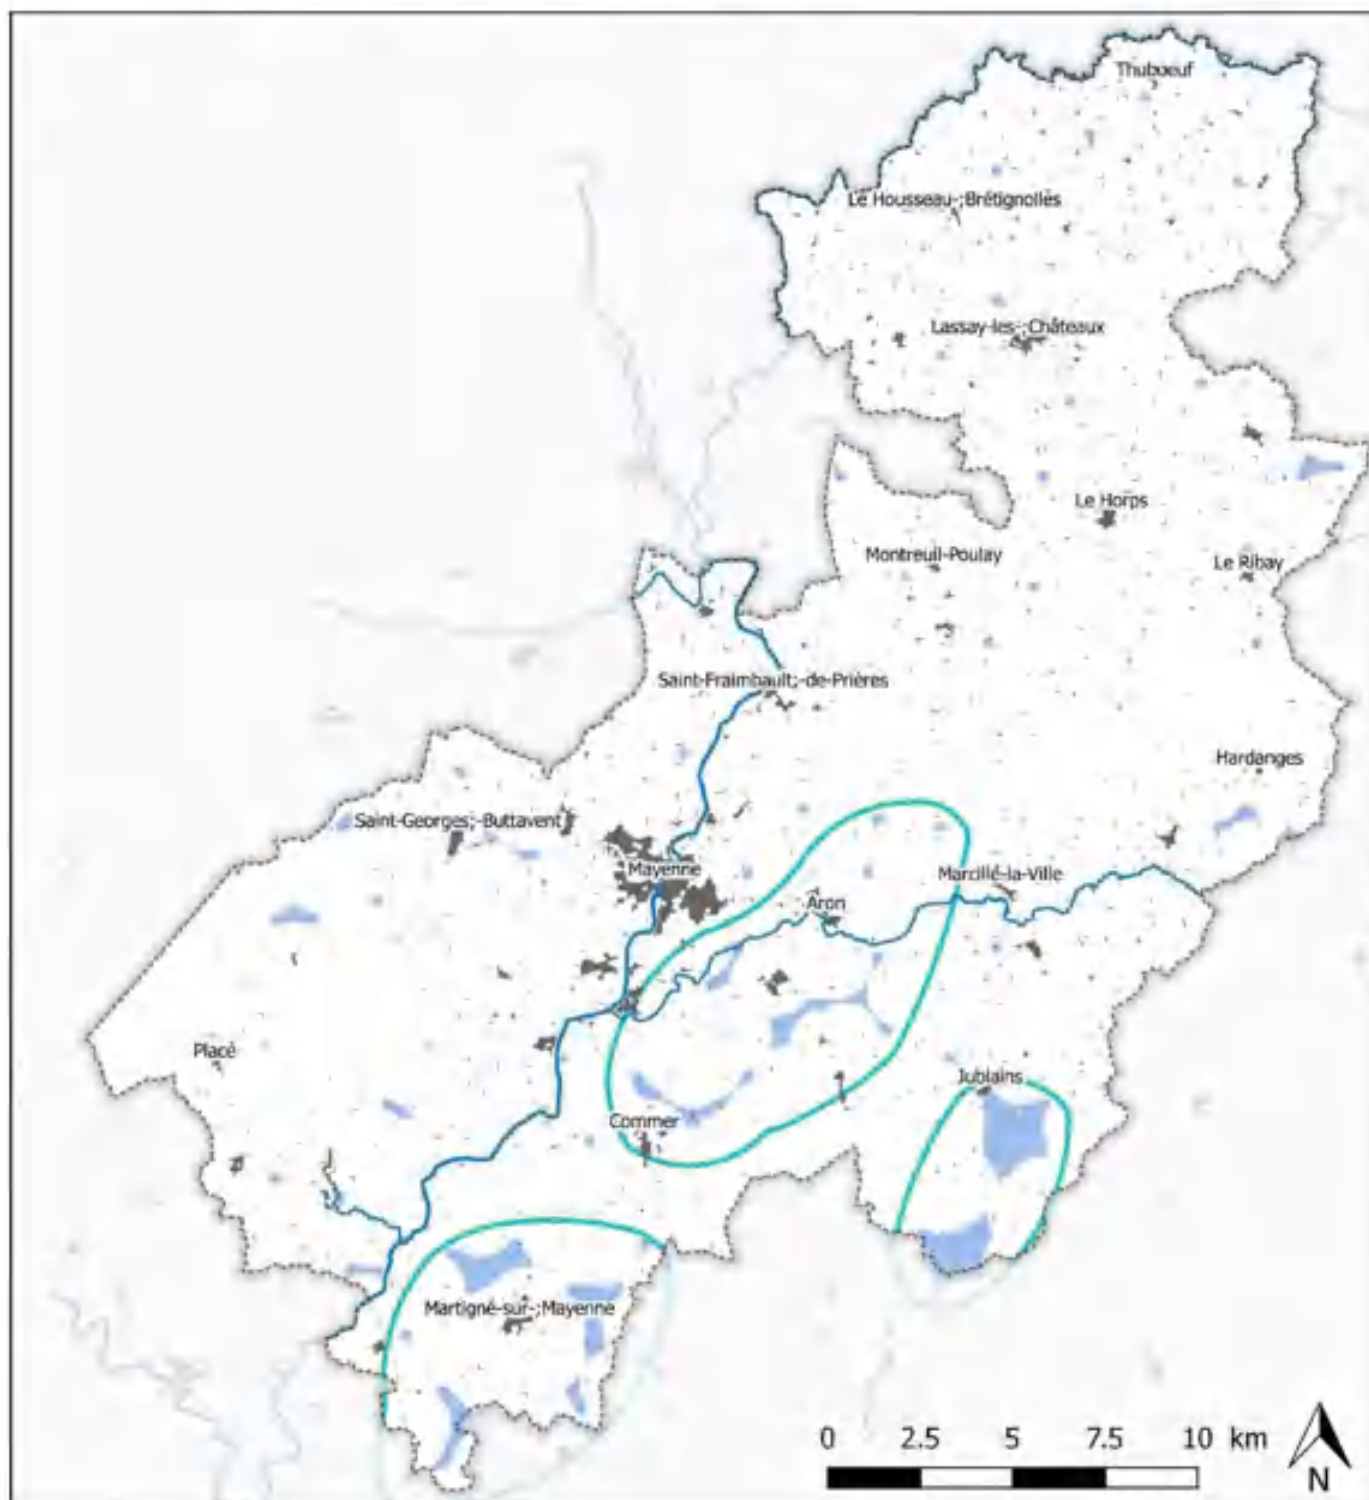 Thubœuf
Le Housseau-;Brétignolles
Lassay-les-;Châteaux
Le Horps
Montreuil-Poulay
Le Ribay
Saint-Fraimbault;-de-Prières
Hardanges
Saint-Georges;-Buttavent
Mayenne
Marcillé-la-Ville
Aron
Placé
Jublains
Commer
Martigné-sur-;Mayenne
0 2.5 5 7.5 10 km
N